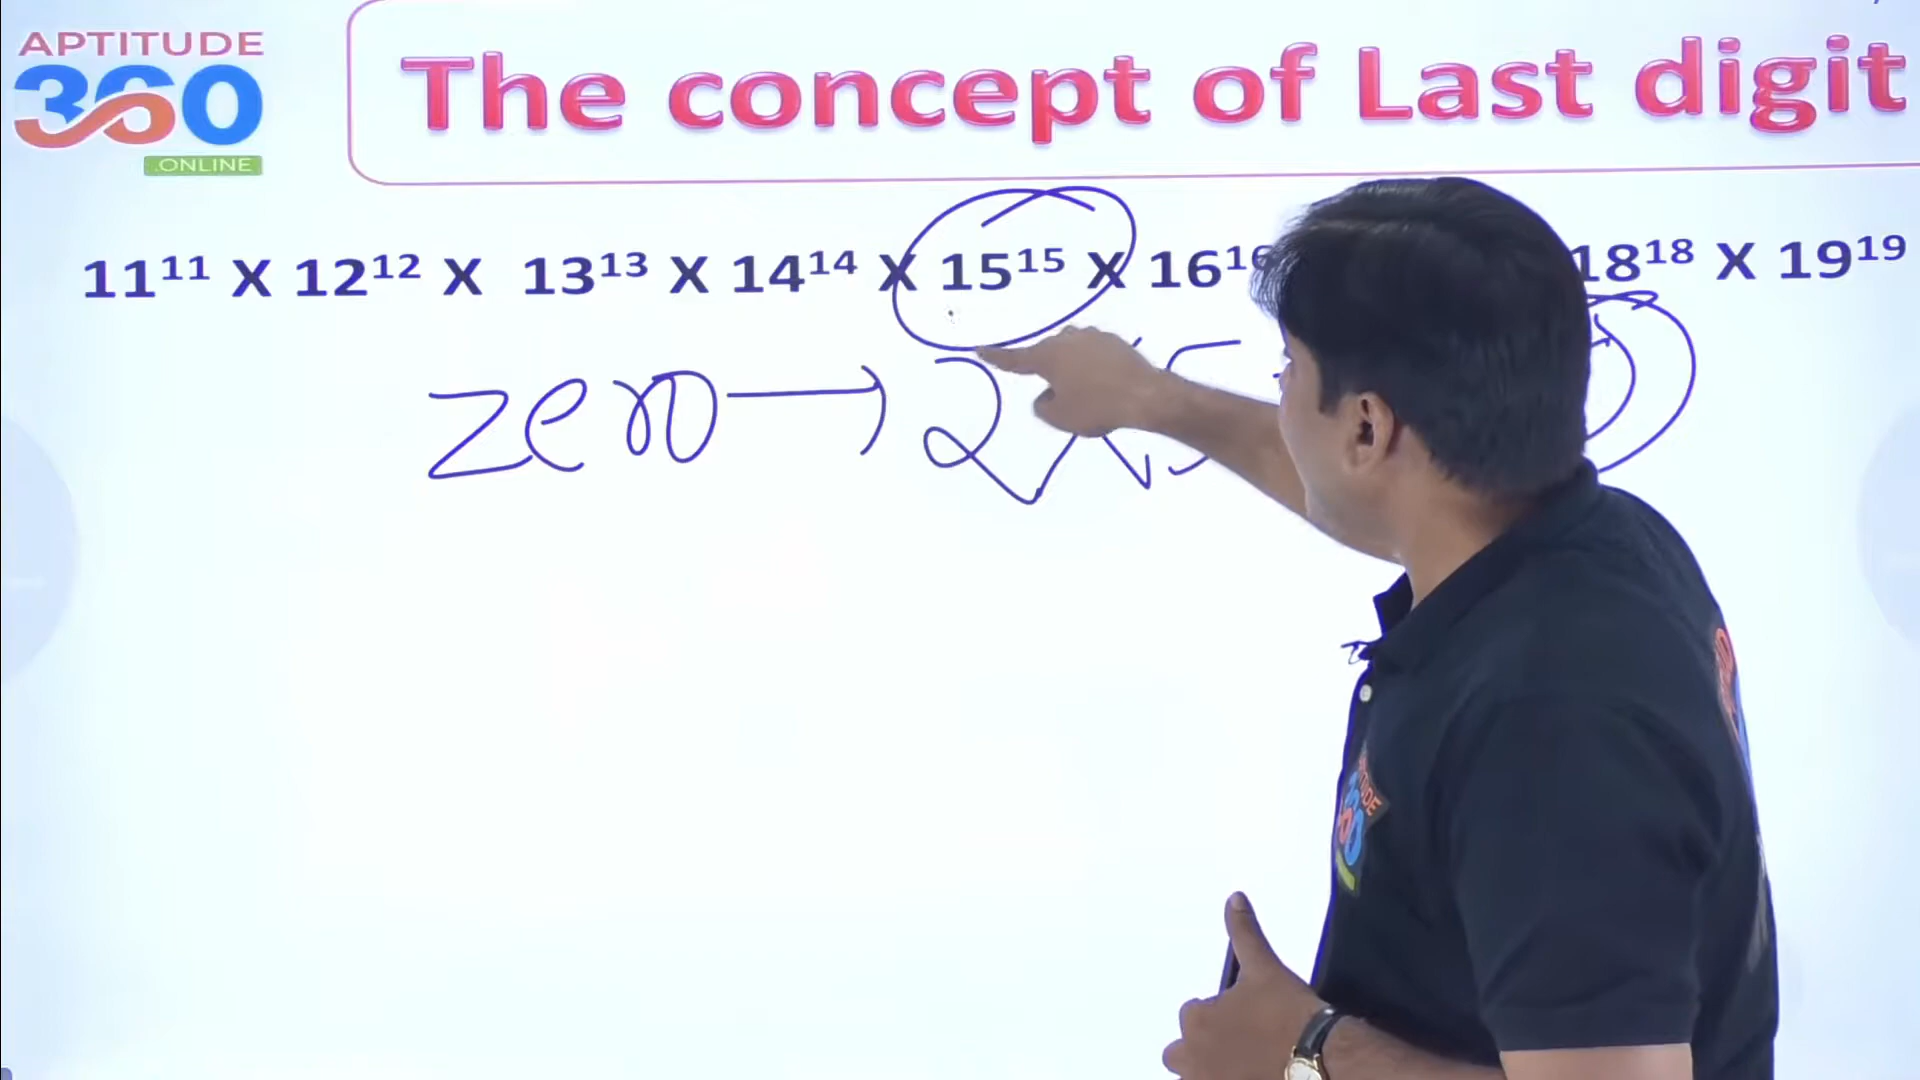 APTITUDE
360
.ONLINE
The concept of Last digit
11¹¹ X 12¹² X 13¹³ X 14¹⁴ X 15¹⁵ X 16¹⁶ 18¹⁸ X 19¹⁹
zero → 2 5